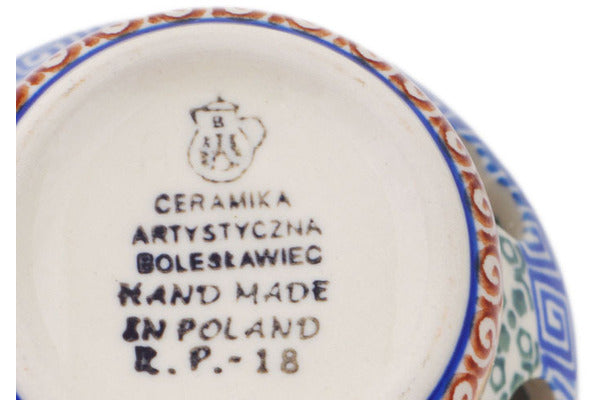 B
CERAMIKA
ARTYSTYCZNA
BOLESŁAWIEC
HAND MADE
IN POLAND
R. P.-18